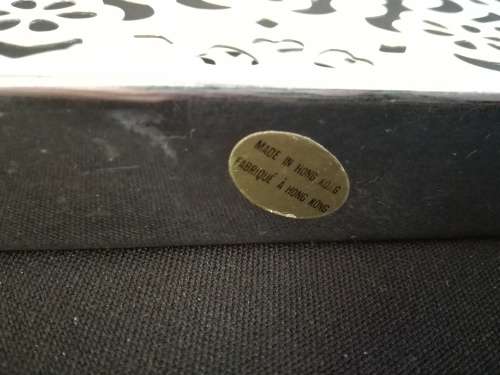 MADE IN HONG KONG
FABRIQUÉ À HONG KONG